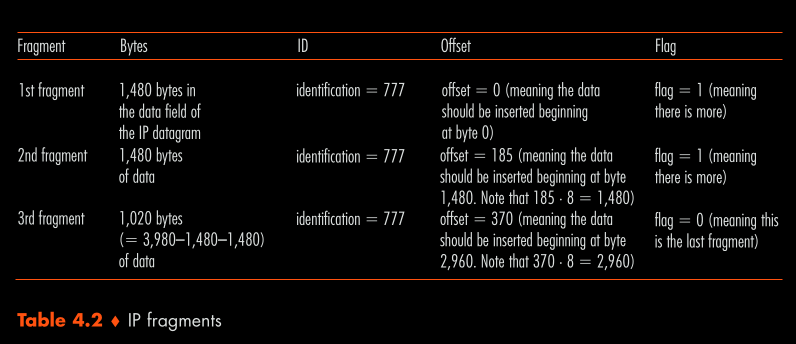 Fragment Bytes ID Offset Flag
1st fragment 1,480 bytes in identification = 777 offset = 0 (meaning the data flag = 1 (meaning
the data field of should be inserted beginning there is more)
the IP datagram at byte 0)
2nd fragment 1,480 bytes identification = 777 offset = 185 (meaning the data flag = 1 (meaning
of data should be inserted beginning at byte there is more)
1,480. Note that 185 · 8 = 1,480)
3rd fragment 1,020 bytes identification = 777 offset = 370 (meaning the data flag = 0 (meaning this
(= 3,980–1,480–1,480) should be inserted beginning at byte is the last fragment)
of data 2,960. Note that 370 · 8 = 2,960)
Table 4.2 ♦ IP fragments